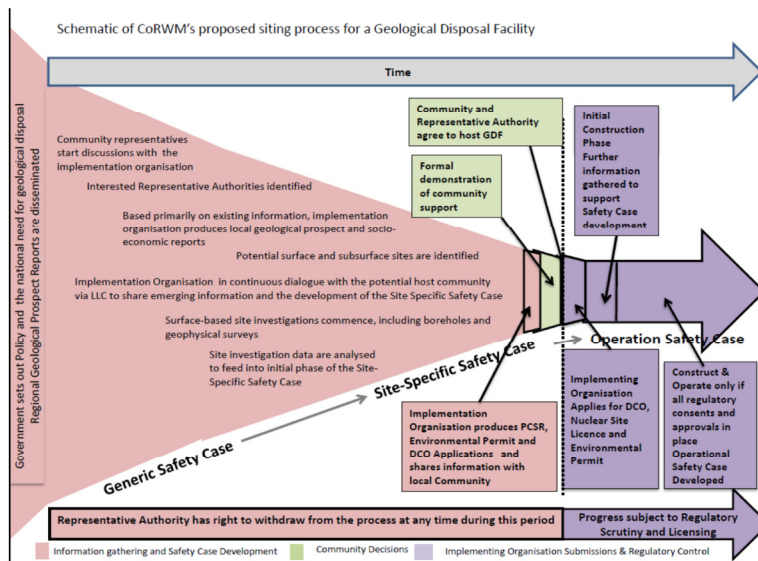 Schematic of CoRWM's proposed siting process for a Geological Disposal Facility
Time
Government sets out Policy and the national need for geological disposal
Regional Geological Prospect Reports are disseminated
Community representatives
start discussions with the
implementation organisation
Interested Representative Authorities identified
Based primarily on existing information, implementation
organisation produces local geological prospect and socio-
economic reports
Potential surface and subsurface sites are identified
Implementation Organisation in continuous dialogue with the potential host community
via LLC to share emerging information and the development of the Site Specific Safety Case
Surface-based site investigations commence, including boreholes and
geophysical surveys
Site investigation data are analysed
to feed into initial phase of the Site-
Specific Safety Case
Community and
Representative Authority
agree to host GDF
Formal
demonstration
of community
support
Initial
Construction
Phase
Further
information
gathered to
support
Safety Case
development
Generic Safety Case
Site-Specific Safety Case
Operation Safety Case
Implementation
Organisation produces PCSR,
Environmental Permit and
DCO Applications and
shares information with
local Community
Implementing
Organisation
Applies for DCO,
Nuclear Site
Licence and
Environmental
Permit
Construct &
Operate only if
all regulatory
consents and
approvals in
place
Operational
Safety Case
Developed
Representative Authority has right to withdraw from the process at any time during this period
Progress subject to Regulatory
Scrutiny and Licensing
Information gathering and Safety Case Development
Community Decisions
Implementing Organisation Submissions & Regulatory Control